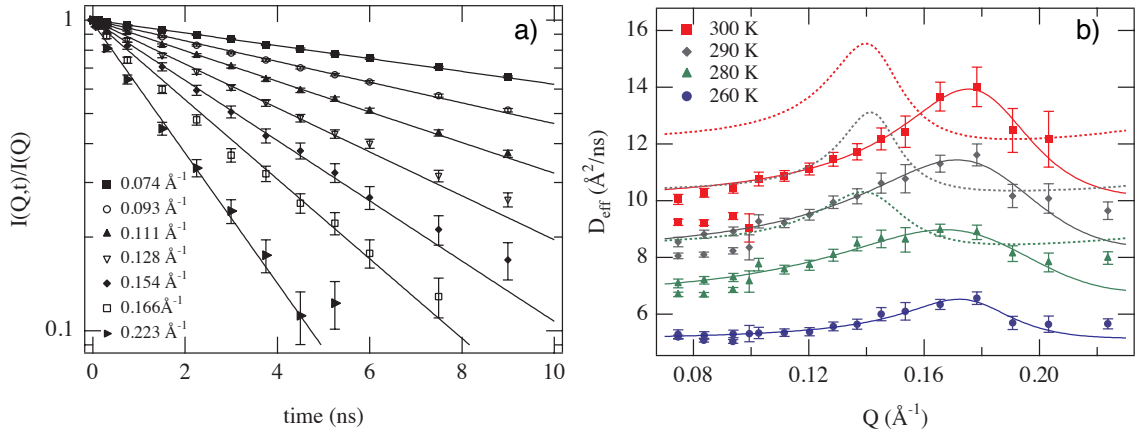 a)
I(Q,t)/I(Q)
1
0.1
0.074 Å⁻¹
0.093 Å⁻¹
0.111 Å⁻¹
0.128 Å⁻¹
0.154 Å⁻¹
0.166Å⁻¹
0.223 Å⁻¹
0 2 4 6 8 10
time (ns)
b)
D_eff (Å²/ns)
16
14
12
10
8
6
300 K
290 K
280 K
260 K
0.08 0.12 0.16 0.20
Q (Å⁻¹)